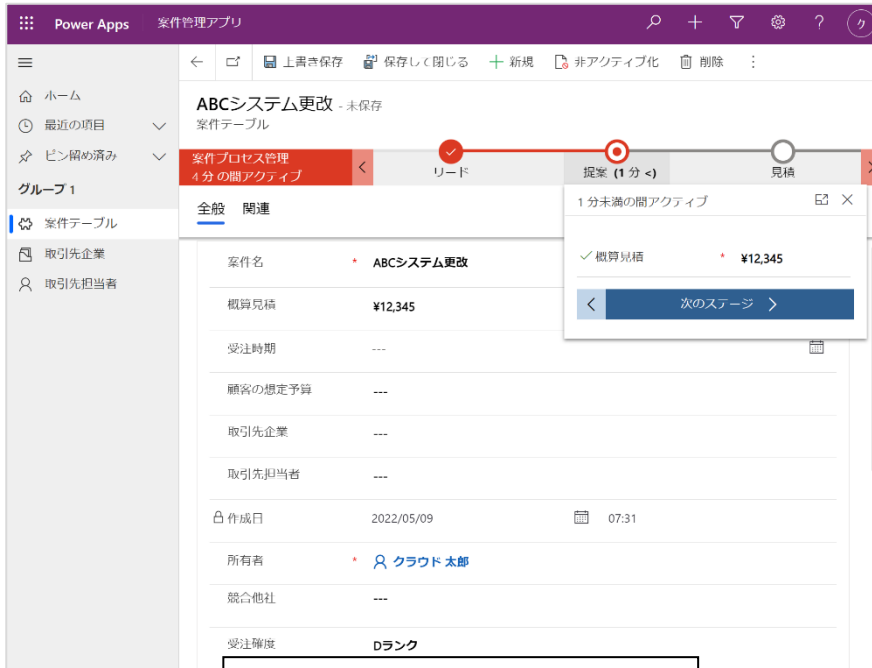 Power Apps 案件管理アプリ ? ク
上書き保存 保存して閉じる 新規 非アクティブ化 削除
ホーム
最近の項目
ピン留め済み
グループ 1
案件テーブル
取引先企業
取引先担当者
ABCシステム更改 - 未保存
案件テーブル
案件プロセス管理
4 分 の間アクティブ
リード
提案 (1 分 <)
見積
全般 関連
1 分未満の間アクティブ
概算見積 * ¥12,345
次のステージ
案件名 * ABCシステム更改
概算見積 ¥12,345
受注時期 ---
顧客の想定予算 ---
取引先企業 ---
取引先担当者 ---
作成日 2022/05/09 07:31
所有者 * クラウド 太郎
競合他社 ---
受注確度 Dランク